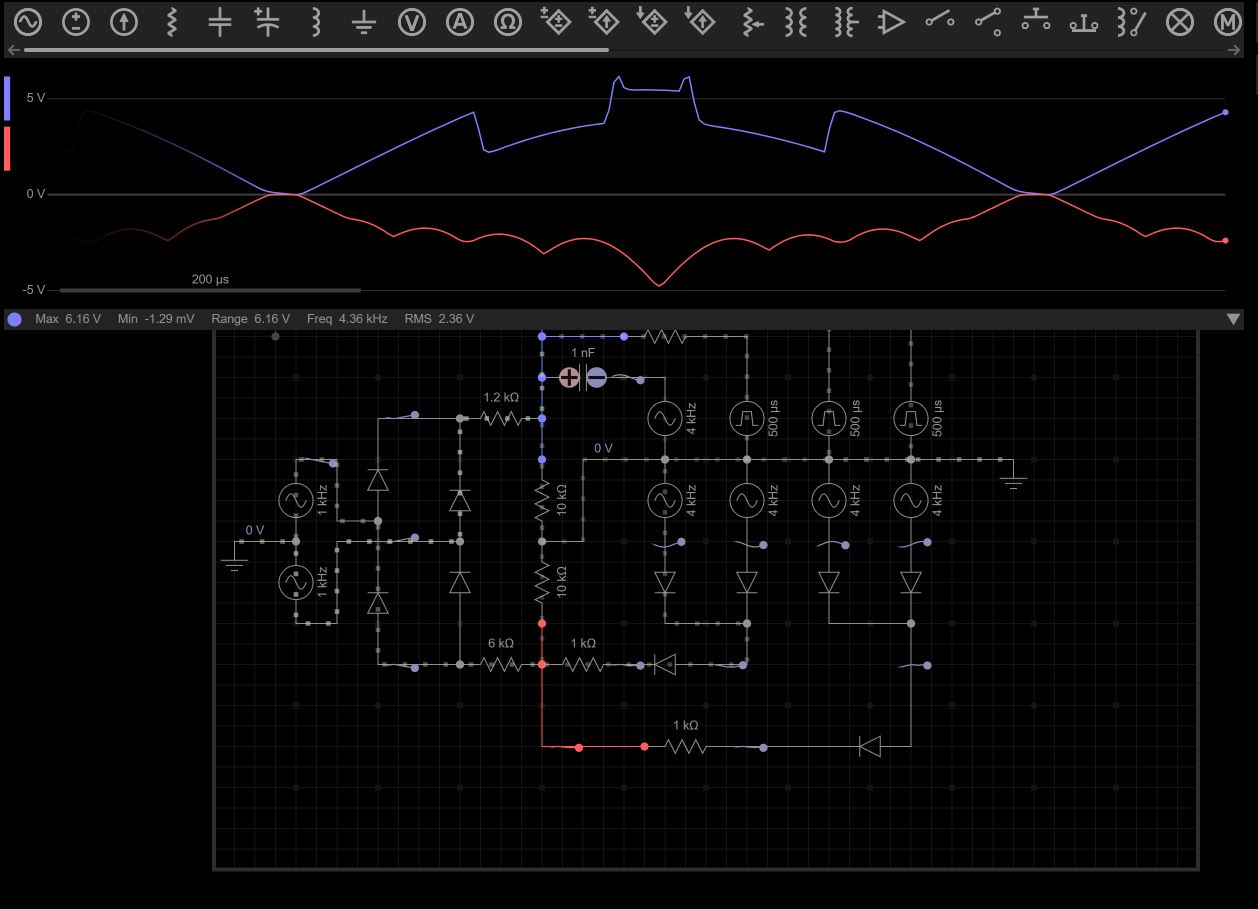 V A Ω M
5 V
0 V
200 µs
-5 V
Max 6.16 V Min -1.29 mV Range 6.16 V Freq 4.36 kHz RMS 2.36 V
1 nF
1.2 kΩ
4 kHz 500 µs 500 µs 500 µs
0 V
1 kHz 10 kΩ 4 kHz 4 kHz 4 kHz 4 kHz
0 V
1 kHz 10 kΩ
6 kΩ 1 kΩ
1 kΩ